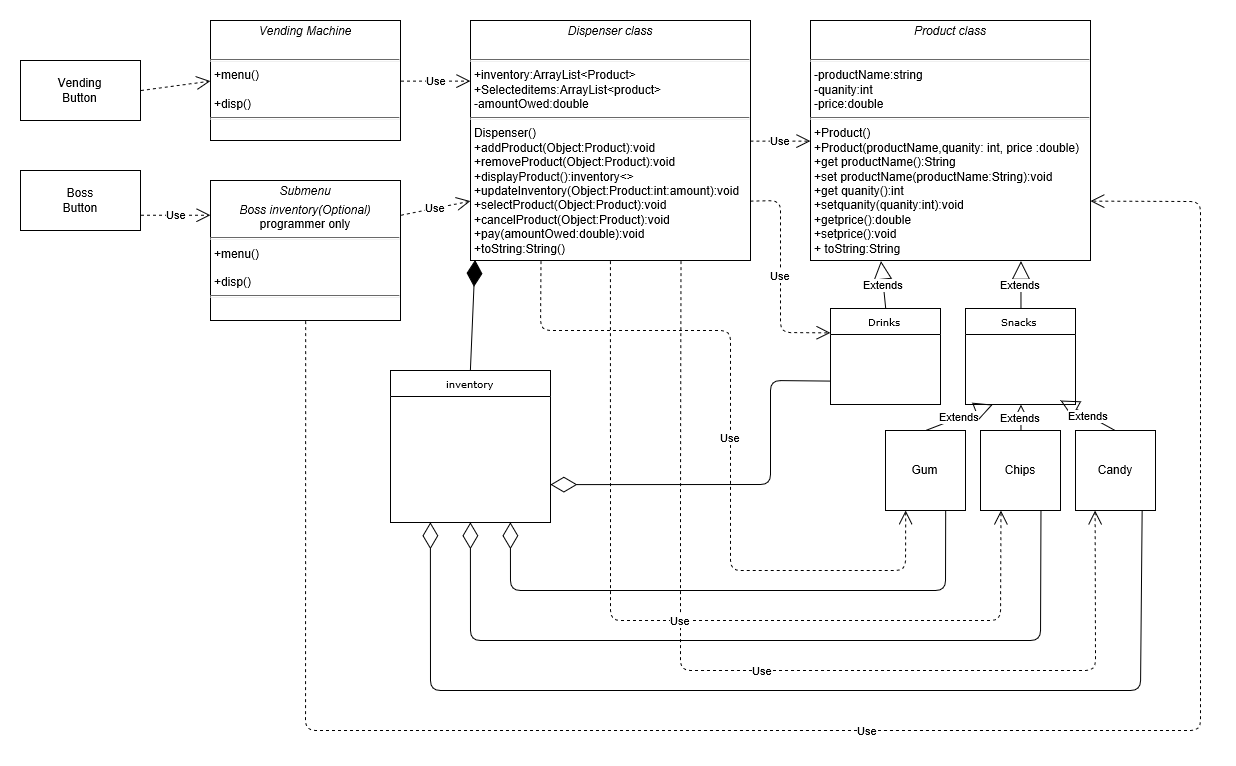 Vending
Button
Boss
Button
Use
Vending Machine
+menu()
+disp()
Use
Submenu
Boss inventory(Optional)
programmer only
+menu()
+disp()
Use
Dispenser class
+inventory:ArrayList<Product>
+Selecteditems:ArrayList<product>
-amountOwed:double
Dispenser()
+addProduct(Object:Product):void
+removeProduct(Object:Product):void
+displayProduct():inventory<>
+updateInventory(Object:Product:int:amount):void
+selectProduct(Object:Product):void
+cancelProduct(Object:Product):void
+pay(amountOwed:double):void
+toString:String()
Use
Use
Product class
-productName:string
-quanity:int
-price:double
+Product()
+Product(productName,quanity: int, price :double)
+get productName():String
+set productName(productName:String):void
+get quanity():int
+setquanity(quanity:int):void
+getprice():double
+setprice():void
+ toString:String
Extends
Extends
Drinks
Snacks
inventory
Extends
Extends
Extends
Use
Gum
Chips
Candy
Use
Use
Use